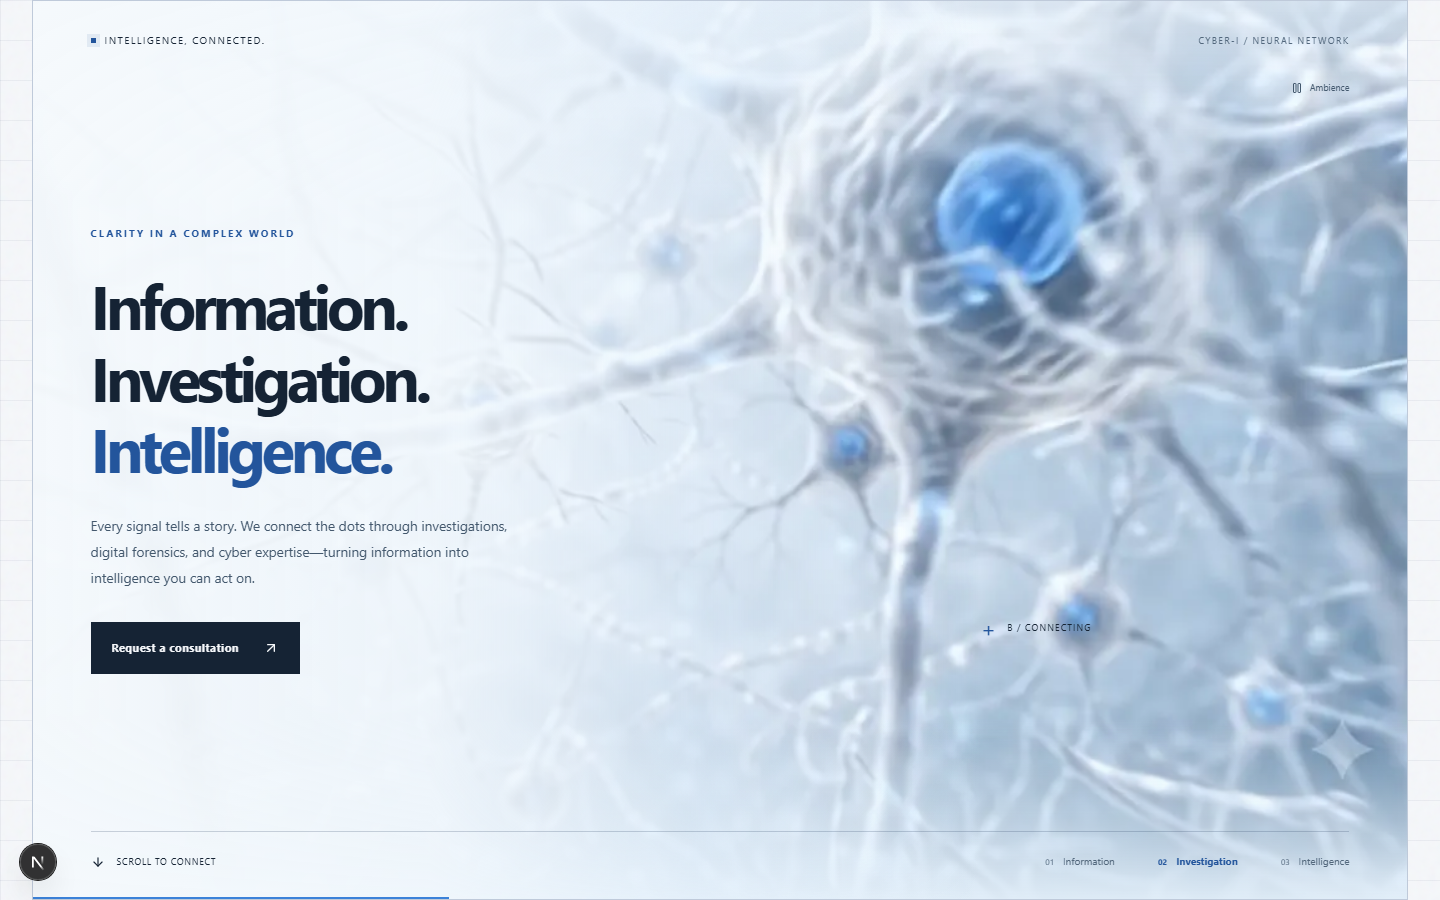 INTELLIGENCE, CONNECTED.
CYBER-I / NEURAL NETWORK
Ambience
CLARITY IN A COMPLEX WORLD
Information.
Investigation.
Intelligence.
Every signal tells a story. We connect the dots through investigations,
digital forensics, and cyber expertise—turning information into
intelligence you can act on.
Request a consultation
B / CONNECTING
SCROLL TO CONNECT
01 Information 02 Investigation 03 Intelligence
N